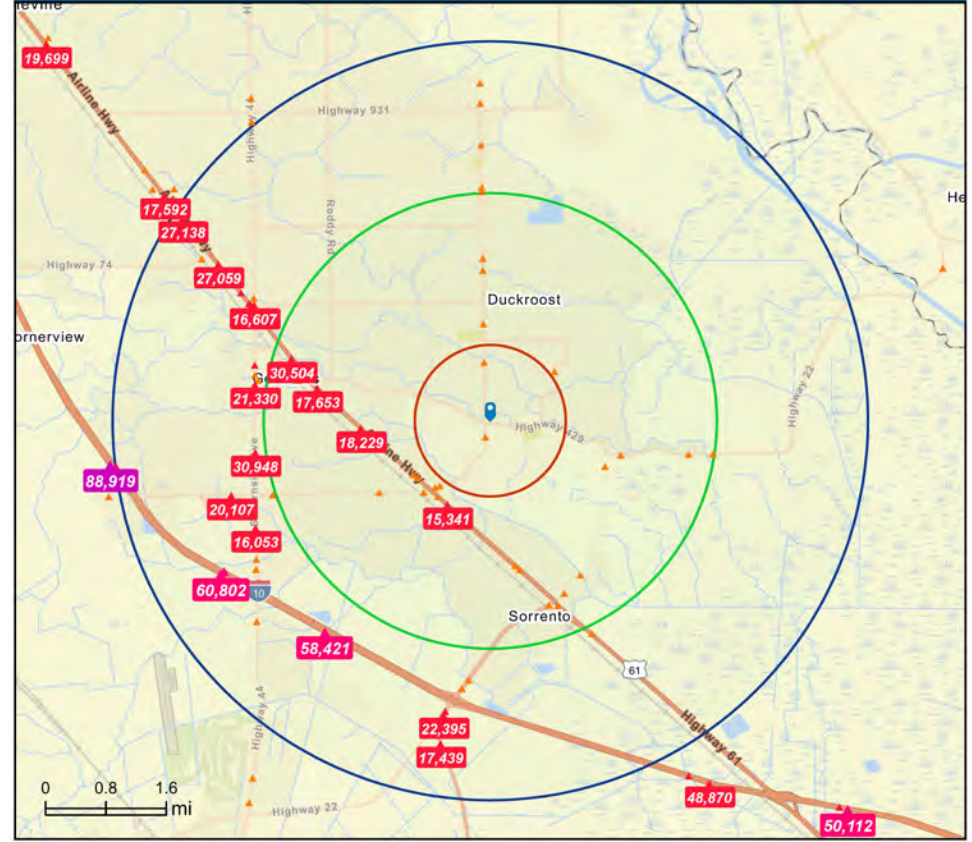 19,699
Airline Hwy
Highway 931
Highway 4
17,592
27,138
Roppy Rd
He
Highway 74
27,059
Duckroost
16,607
ornerview
30,504
21,330
17,653
Highway 22
18,229
Highway 429
30,948
88,919
20,107
15,341
16,053
60,802
10
Sorrento
58,421
61
Highway 44
22,395
Highway 61
17,439
48,870
0 0.8 1.6
mi
Highway 22
50,112